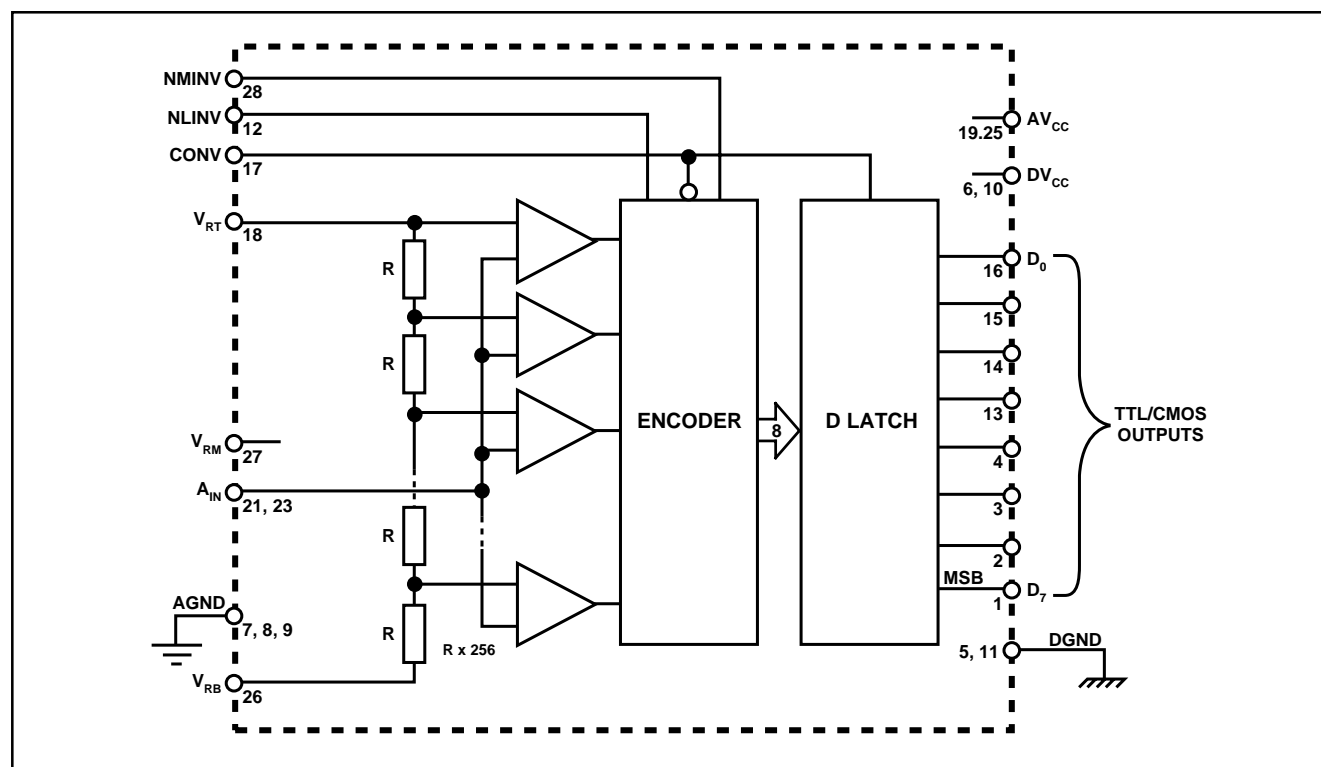 NMINV
28
NLINV
12
CONV
17
V_RT
18
R
R
V_RM
27
A_IN
21, 23
R
AGND
7, 8, 9
R
R x 256
V_RB
26
ENCODER
8
D LATCH
19.25
AV_CC
6, 10
DV_CC
16
D_0
15
14
13
4
3
2
MSB
1
D_7
TTL/CMOS
OUTPUTS
5, 11
DGND